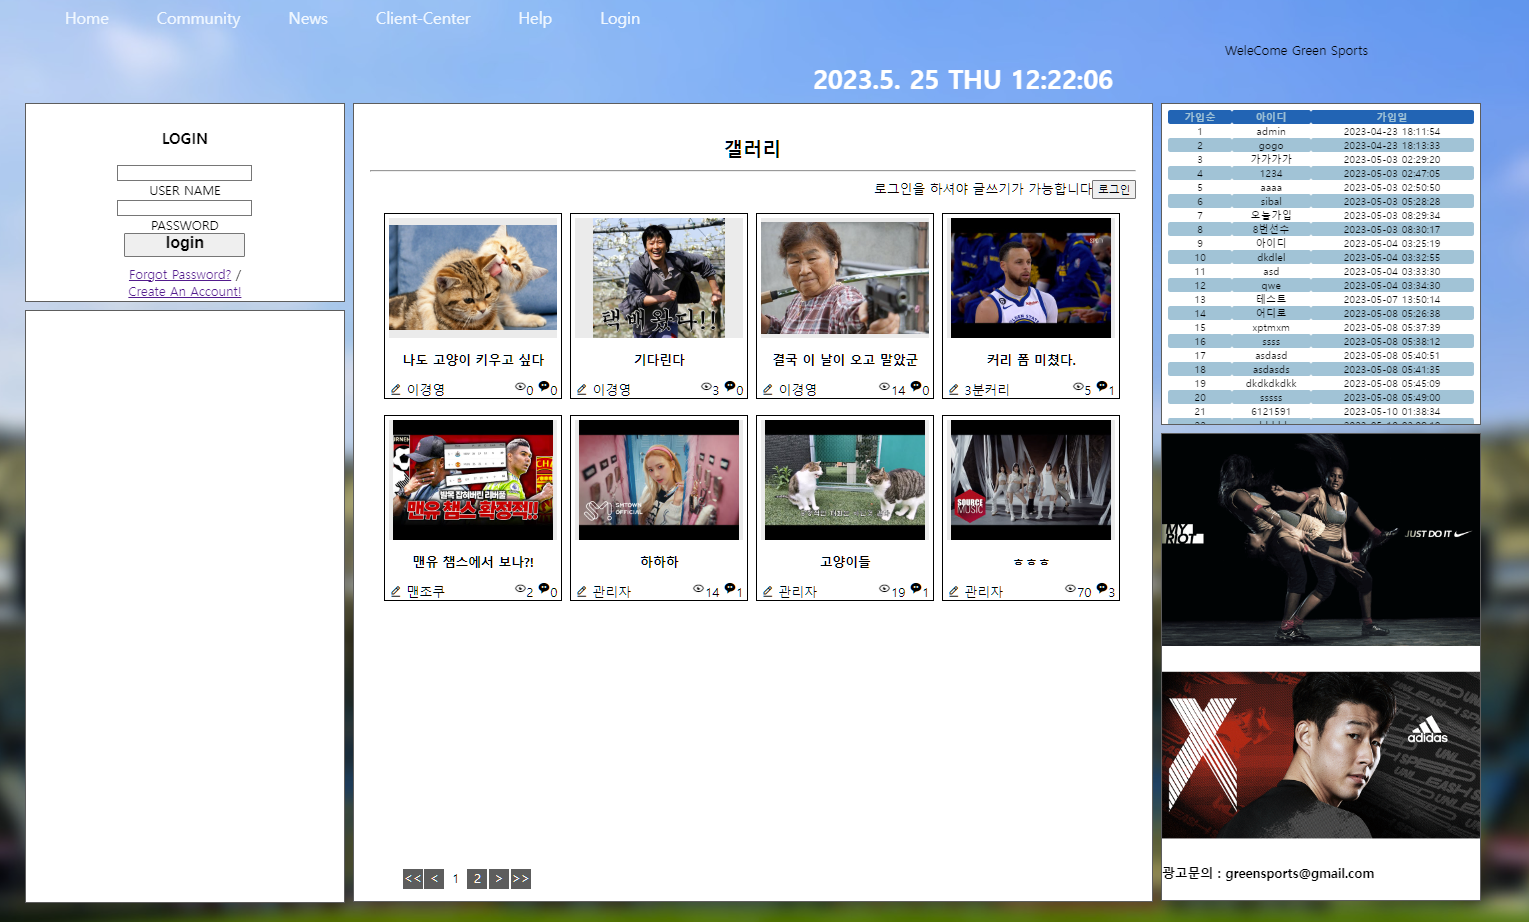 Home Community News Client-Center Help Login
WeleCome Green Sports
2023.5. 25 THU 12:22:06
LOGIN
USER NAME
PASSWORD
login
Forgot Password? /
Create An Account!
갤러리
로그인을 하셔야 글쓰기가 가능합니다 로그인
택배왔다!!
나도 고양이 키우고 싶다
이경영 0 0
기다린다
이경영 3 0
결국 이 날이 오고 말았군
이경영 14 0
커리 폼 미쳤다.
3분커리 5 1
발목 잡혀버린 리버풀
맨유 챔스 확정적!!
SMTOWN
OFFICIAL
SOURCE
MUSIC
맨유 챔스에서 보나?!
맨조쿠 2 0
하하하
관리자 14 1
고양이들
관리자 19 1
ㅎㅎㅎ
관리자 70 3
<< < 1 2 > >>
가입순 아이디 가입일
1 admin 2023-04-23 18:11:54
2 gogo 2023-04-23 18:13:33
3 가가가가 2023-05-03 02:29:20
4 1234 2023-05-03 02:47:05
5 aaaa 2023-05-03 02:50:50
6 sibal 2023-05-03 05:28:28
7 오늘가입 2023-05-03 08:29:34
8 8번선수 2023-05-03 08:30:17
9 아이디 2023-05-04 03:25:19
10 dkdlel 2023-05-04 03:32:55
11 asd 2023-05-04 03:33:30
12 qwe 2023-05-04 03:34:30
13 테스트 2023-05-07 13:50:14
14 어디로 2023-05-08 05:26:38
15 xptmxm 2023-05-08 05:37:39
16 ssss 2023-05-08 05:38:12
17 asdasd 2023-05-08 05:40:51
18 asdasds 2023-05-08 05:41:35
19 dkdkdkdkk 2023-05-08 05:45:09
20 sssss 2023-05-08 05:49:00
21 6121591 2023-05-10 01:38:34
MY
RIOT
JUST DO IT
X
adidas
광고문의 : greensports@gmail.com